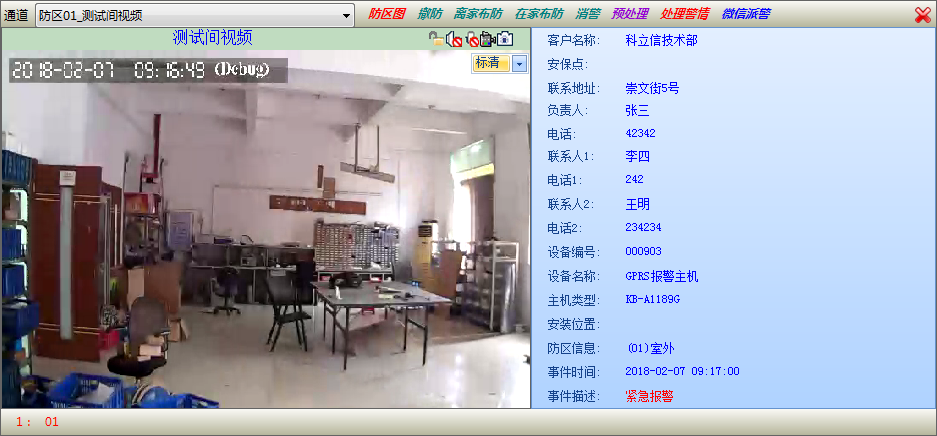 通道 防区01_测试间视频 防区图 撤防 离家布防 在家布防 消警 预处理 处理警情 微信派警
测试间视频
标清
2018-02-07 09:16:49 (Debug)
客户名称: 科立信技术部
安保点:
联系地址: 崇文街5号
负责人: 张三
电话: 42342
联系人1: 李四
电话1: 242
联系人2: 王明
电话2: 234234
设备编号: 000903
设备名称: GPRS报警主机
主机类型: KB-A1189G
安装位置:
防区信息: (01)室外
事件时间: 2018-02-07 09:17:00
事件描述: 紧急报警
1: 01